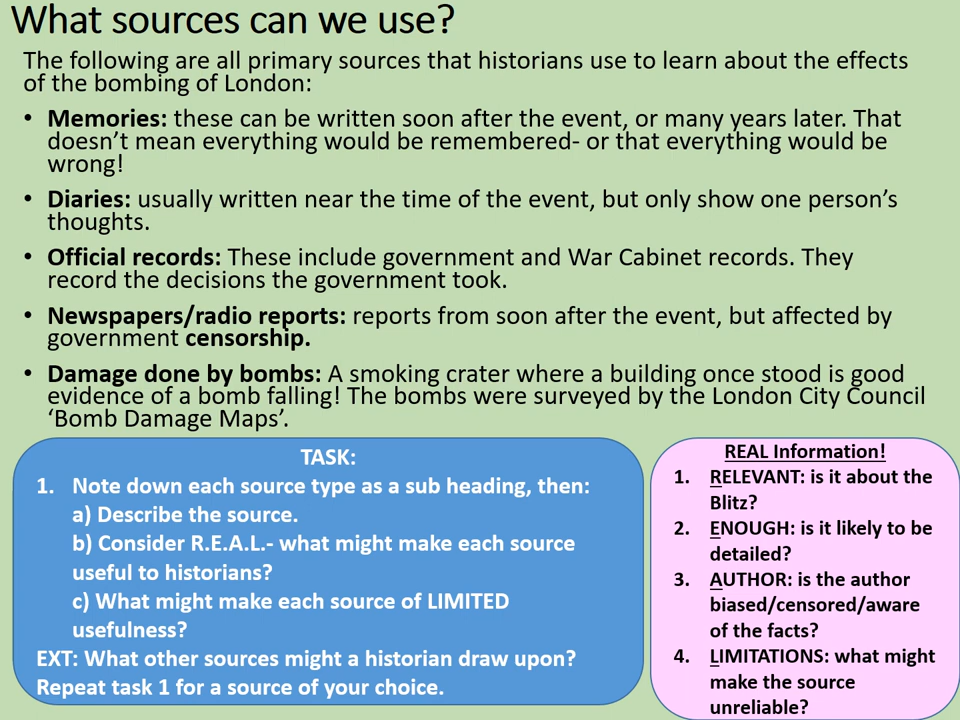 What sources can we use?
The following are all primary sources that historians use to learn about the effects
of the bombing of London:
• Memories: these can be written soon after the event, or many years later. That
doesn't mean everything would be remembered- or that everything would be
wrong!
• Diaries: usually written near the time of the event, but only show one person's
thoughts.
• Official records: These include government and War Cabinet records. They
record the decisions the government took.
• Newspapers/radio reports: reports from soon after the event, but affected by
government censorship.
• Damage done by bombs: A smoking crater where a building once stood is good
evidence of a bomb falling! The bombs were surveyed by the London City Council
'Bomb Damage Maps'.
TASK:
1. Note down each source type as a sub heading, then:
a) Describe the source.
b) Consider R.E.A.L.- what might make each source
useful to historians?
c) What might make each source of LIMITED
usefulness?
EXT: What other sources might a historian draw upon?
Repeat task 1 for a source of your choice.
REAL Information!
1. RELEVANT: is it about the
Blitz?
2. ENOUGH: is it likely to be
detailed?
3. AUTHOR: is the author
biased/censored/aware
of the facts?
4. LIMITATIONS: what might
make the source
unreliable?